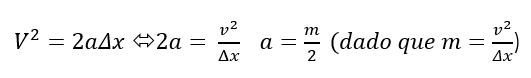 V² = 2aΔx ⇔ 2a = v²/Δx   a = m/2 (dado que m = v²/Δx)